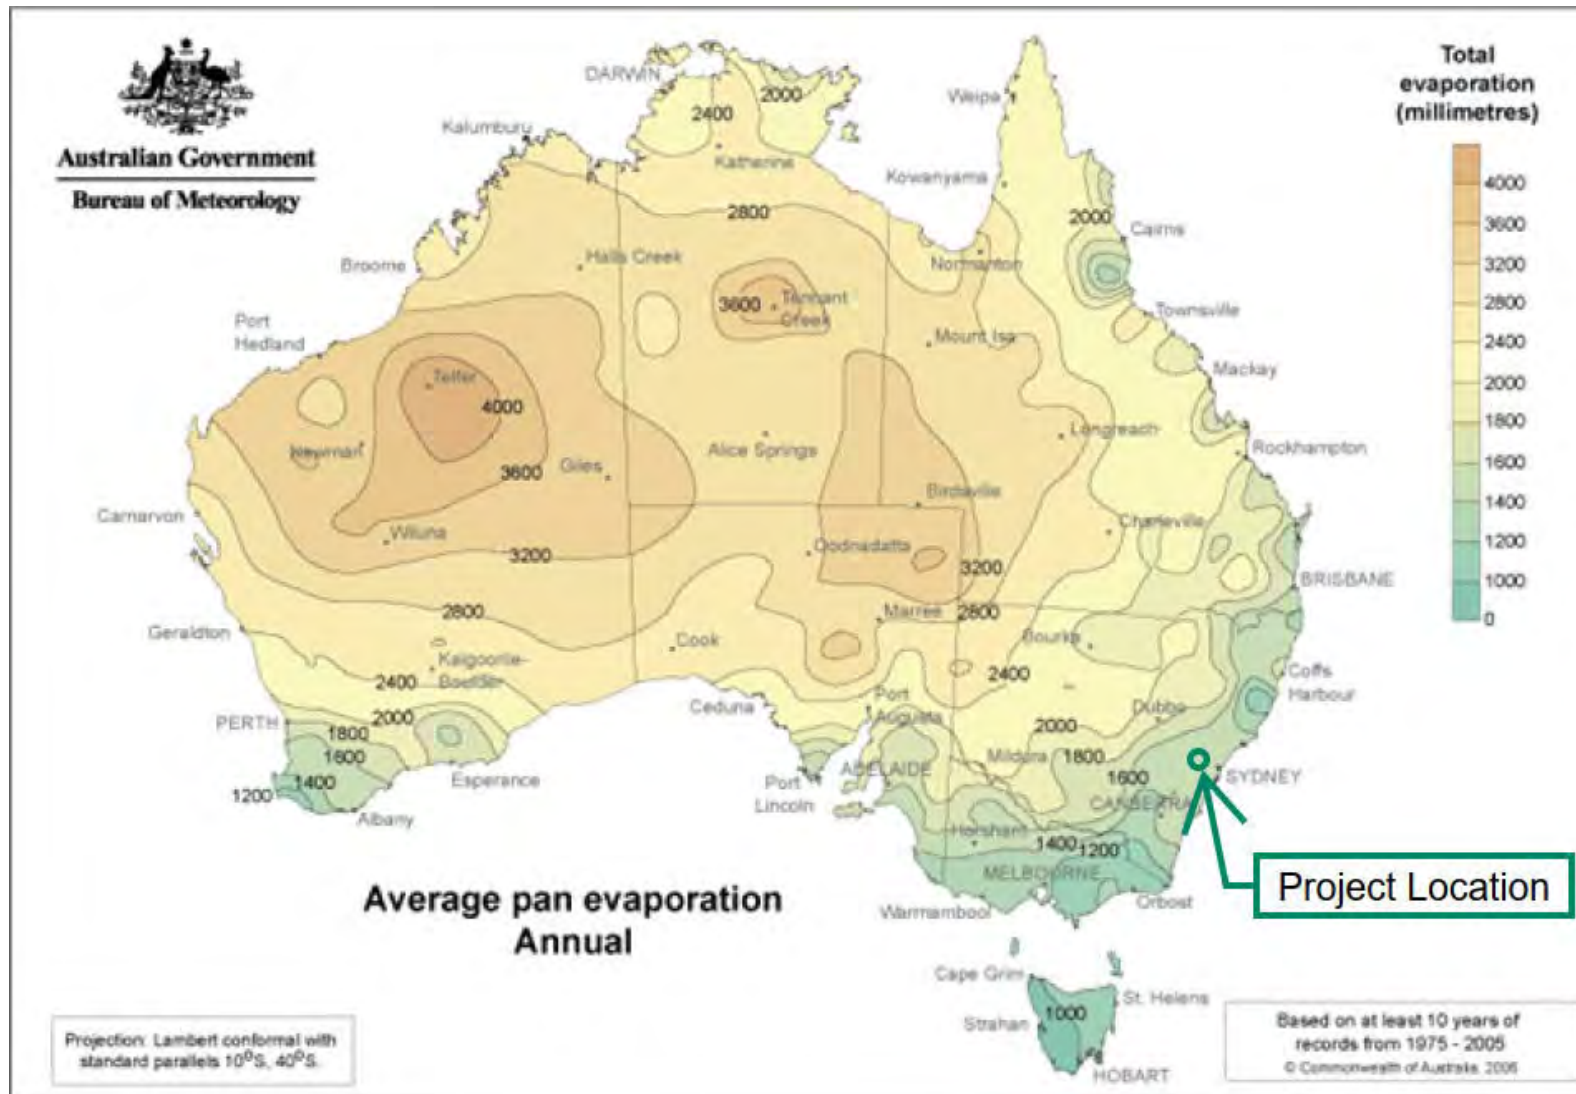 Australian Government
Bureau of Meteorology
Total
evaporation
(millimetres)
4000
3600
3200
2800
2400
2000
1800
1600
1400
1200
1000
0
DARWIN
2000
2400
Weipa
Kalumburu
Katherine
Kowanyama
2800
2000
Cairns
Broome
Halls Creek
Normanton
3600
Tennant
Creek
Townsville
Port
Hedland
Mount Isa
Mackay
Telfer
4000
Newman
Alice Springs
Longreach
Rockhampton
Giles
3600
Birdsville
Carnarvon
Wiluna
Charleville
3200
Oodnadatta
3200
BRISBANE
2800
Marree
2800
Geraldton
Cook
Bourke
Kalgoorlie-
Boulder
2400
2400
Coffs
Harbour
PERTH
2000
Ceduna
Port
Augusta
2000
Dubbo
1800
1600
Mildura
1800
1400
Esperance
ADELAIDE
1600
SYDNEY
1200
Port
Lincoln
CANBERRA
Albany
Horsham
1400
1200
MELBOURNE
Project Location
Average pan evaporation
Annual
Warrnambool
Orbost
Cape Grim
St. Helens
1000
Strahan
HOBART
Projection: Lambert conformal with
standard parallels 10⁰S, 40⁰S.
Based on at least 10 years of
records from 1975 - 2005
© Commonwealth of Australia, 2006